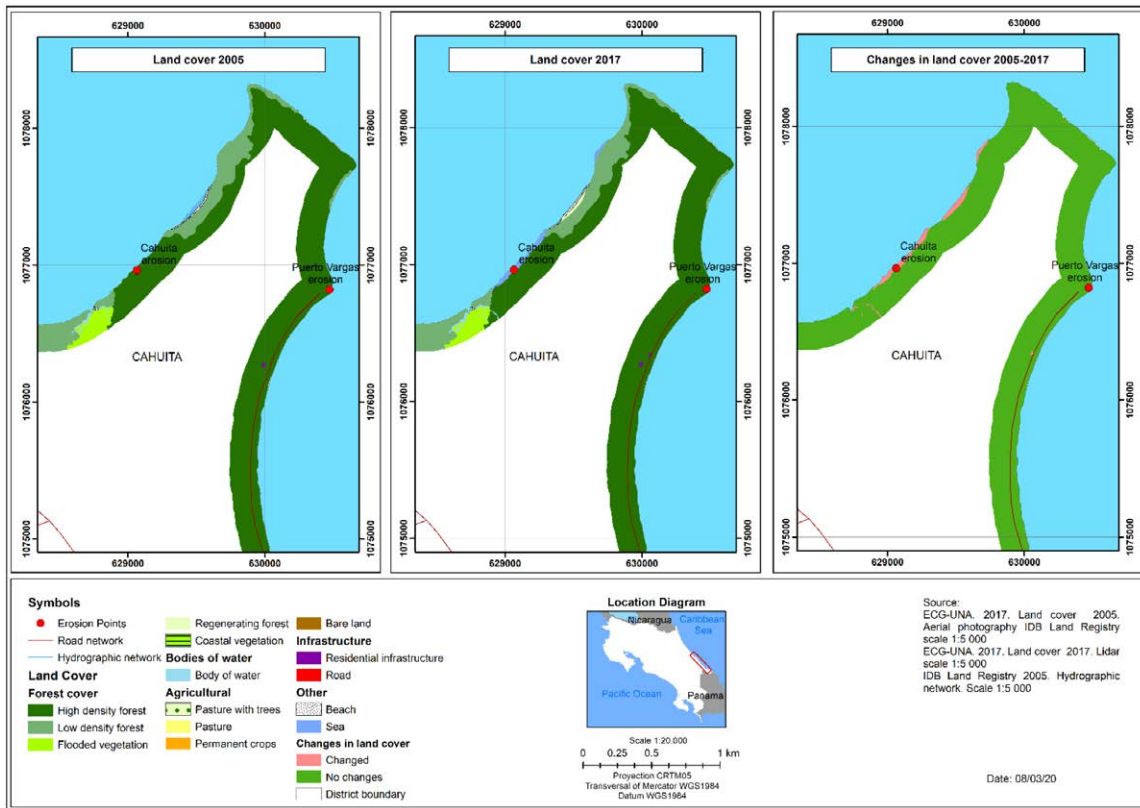 629000
630000
629000
630000
629000
630000
Land cover 2005
Land cover 2017
Changes in land cover 2005-2017
1078000
1078000
1078000
1078000
1077000
1077000
1077000
1077000
1076000
1076000
1076000
1076000
1075000
1075000
1075000
1075000
Cahuita
erosion
Puerto Vargas
erosion
CAHUITA
Cahuita
erosion
Puerto Vargas
erosion
CAHUITA
Cahuita
erosion
Puerto Vargas
erosion
CAHUITA
629000
630000
629000
630000
629000
630000
Symbols
Erosion Points
Road network
Hydrographic network
Land Cover
Forest cover
High density forest
Low density forest
Flooded vegetation
Regenerating forest
Coastal vegetation
Bodies of water
Body of water
Agricultural
Pasture with trees
Pasture
Permanent crops
Bare land
Infrastructure
Residential infrastructure
Road
Other
Beach
Sea
Changes in land cover
Changed
No changes
District boundary
Location Diagram
Nicaragua
Caribbean
Sea
Pacific Ocean
Panama
Scale 1:20.000
0 0.25 0.5 1 km
Proyection CRTM05
Transversal of Mercator WGS1984
Datum WGS1984
Source:
ECG-UNA. 2017. Land cover 2005.
Aerial photography IDB Land Registry
scale 1:5 000
ECG-UNA. 2017. Land cover 2017. Lidar
scale 1:5 000
IDB Land Registry 2005. Hydrographic
network. Scale 1:5 000
Date: 08/03/20